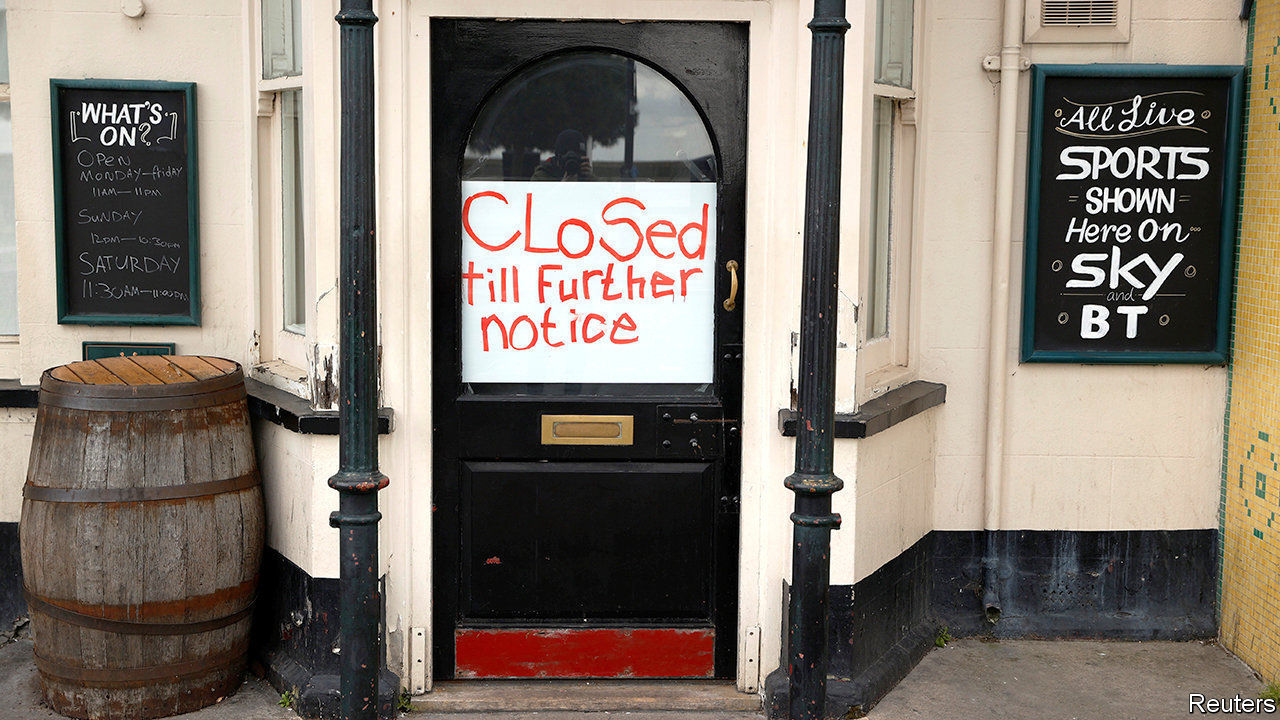 WHAT'S
ON?
OPEN
MONDAY—FRIDAY
11AM—11PM
SUNDAY
12PM—10:30PM
SATURDAY
11:30AM—11:00PM
CLoSed
till Further
notice
All Live
SPORTS
SHOWN
Here On...
sky
and
BT
Reuters